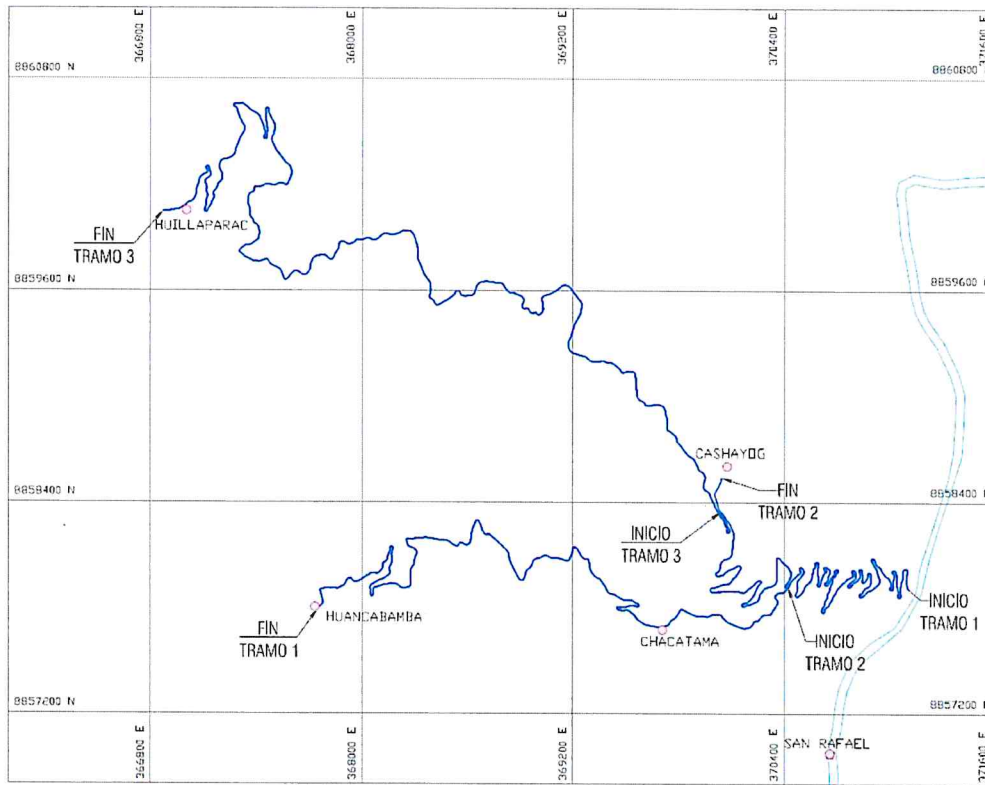 366800 E
368000 E
369200 E
370400 E
371600 E
8860800 N
8860800 N
HUILLAPARAC
FIN
TRAMO 3
8859600 N
8859600 N
CASHAYOG
FIN
TRAMO 2
8858400 N
8858400 N
INICIO
TRAMO 3
HUANCABAMBA
FIN
TRAMO 1
CHACATAMA
INICIO
TRAMO 2
INICIO
TRAMO 1
8857200 N
8857200 N
SAN RAFAEL
366800 E
368000 E
369200 E
370400 E
371600 E